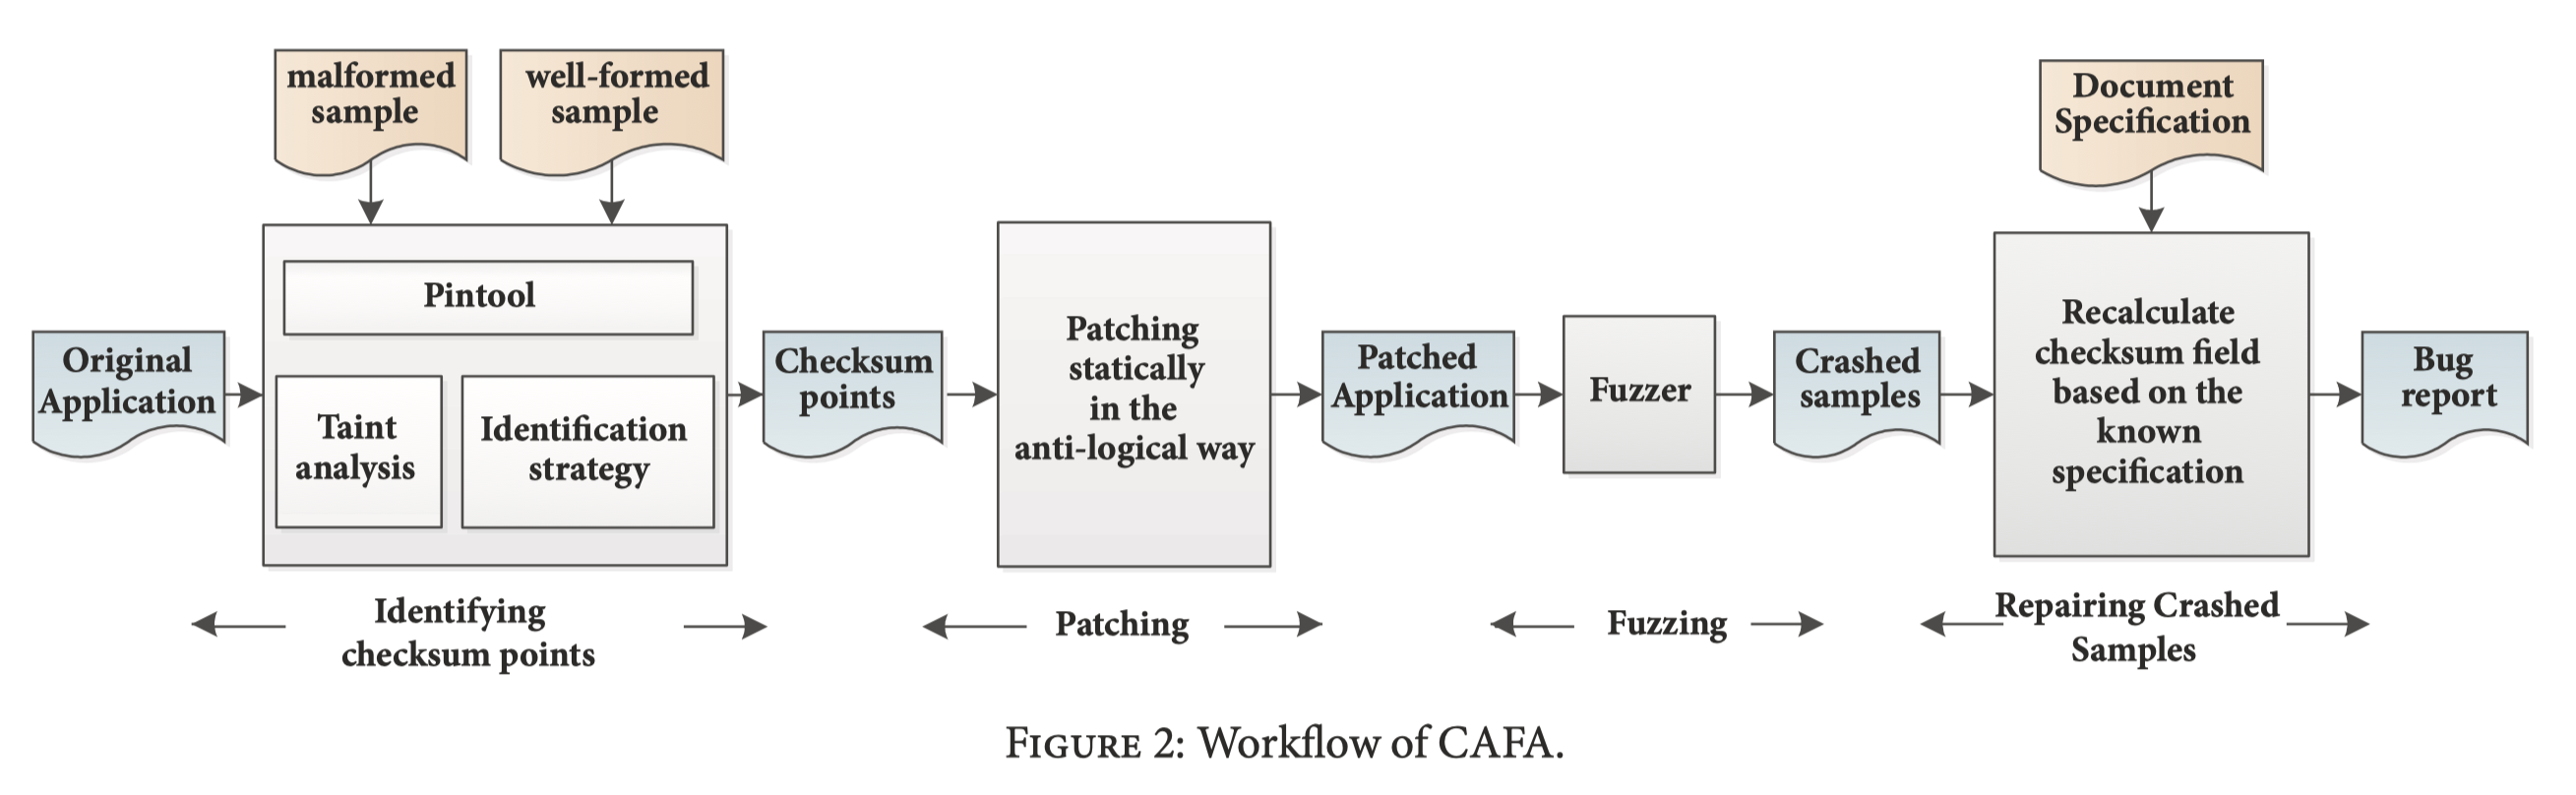 malformed
sample
well-formed
sample
Document
Specification
Original
Application
Pintool
Taint
analysis
Identification
strategy
Checksum
points
Patching
statically
in the
anti-logical way
Patched
Application
Fuzzer
Crashed
samples
Recalculate
checksum field
based on the
known
specification
Bug
report
Identifying
checksum points
Patching
Fuzzing
Repairing Crashed
Samples
FIGURE 2: Workflow of CAFA.